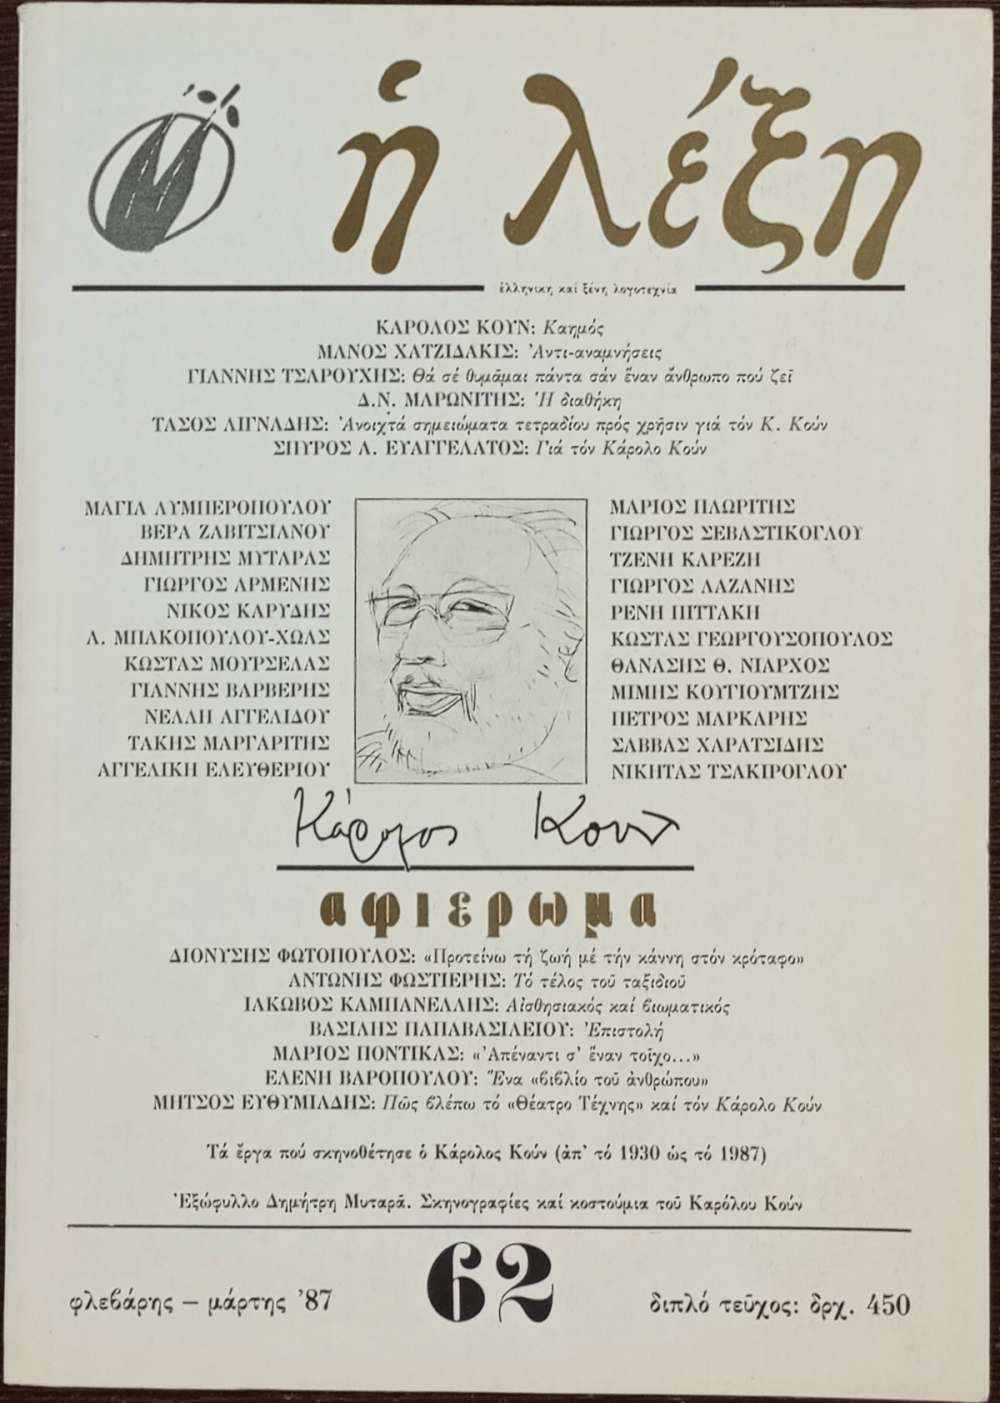 ἡ λέξη
ἑλληνικη καί ξένη λογοτεχνία
ΚΑΡΟΛΟΣ ΚΟΥΝ: Καημός
ΜΑΝΟΣ ΧΑΤΖΙΔΑΚΙΣ: Ἀντι-αναμνήσεις
ΓΙΑΝΝΗΣ ΤΣΑΡΟΥΧΗΣ: Θά σέ θυμᾶμαι πάντα σάν ἕναν ἄνθρωπο πού ζεῖ
Δ.Ν. ΜΑΡΩΝΙΤΗΣ: Ἡ διαθήκη
ΤΑΣΟΣ ΛΙΓΝΑΔΗΣ: Ἀνοιχτά σημειώματα τετραδίου πρός χρῆσιν γιά τόν Κ. Κούν
ΣΠΥΡΟΣ Α. ΕΥΑΓΓΕΛΑΤΟΣ: Γιά τόν Κάρολο Κούν
ΜΑΓΙΑ ΛΥΜΠΕΡΟΠΟΥΛΟΥ
ΒΕΡΑ ΖΑΒΙΤΣΙΑΝΟΥ
ΔΗΜΗΤΡΗΣ ΜΥΤΑΡΑΣ
ΓΙΩΡΓΟΣ ΑΡΜΕΝΗΣ
ΝΙΚΟΣ ΚΑΡΥΔΗΣ
Α. ΜΠΑΚΟΠΟΥΛΟΥ-ΧΩΛΣ
ΚΩΣΤΑΣ ΜΟΥΡΣΕΛΑΣ
ΓΙΑΝΝΗΣ ΒΑΡΒΕΡΗΣ
ΝΕΛΛΗ ΑΓΓΕΛΙΔΟΥ
ΤΑΚΗΣ ΜΑΡΓΑΡΙΤΗΣ
ΑΓΓΕΛΙΚΗ ΕΛΕΥΘΕΡΙΟΥ
ΜΑΡΙΟΣ ΠΛΩΡΙΤΗΣ
ΓΙΩΡΓΟΣ ΣΕΒΑΣΤΙΚΟΓΛΟΥ
ΤΖΕΝΗ ΚΑΡΕΖΗ
ΓΙΩΡΓΟΣ ΛΑΖΑΝΗΣ
ΡΕΝΗ ΠΙΤΤΑΚΗ
ΚΩΣΤΑΣ ΓΕΩΡΓΟΥΣΟΠΟΥΛΟΣ
ΘΑΝΑΣΗΣ Θ. ΝΙΑΡΧΟΣ
ΜΙΜΗΣ ΚΟΥΓΙΟΥΜΤΖΗΣ
ΠΕΤΡΟΣ ΜΑΡΚΑΡΗΣ
ΣΑΒΒΑΣ ΧΑΡΑΤΣΙΔΗΣ
ΝΙΚΗΤΑΣ ΤΣΑΚΙΡΟΓΛΟΥ
Κάρολος Κουν
αφιερωμα
ΔΙΟΝΥΣΗΣ ΦΩΤΟΠΟΥΛΟΣ: «Προτείνω τή ζωή μέ τήν κάννη στόν κρόταφο»
ΑΝΤΩΝΗΣ ΦΩΣΤΙΕΡΗΣ: Τό τέλος τοῦ ταξιδιοῦ
ΙΑΚΩΒΟΣ ΚΑΜΠΑΝΕΛΛΗΣ: Αἰσθησιακός καί βιωματικός
ΒΑΣΙΛΗΣ ΠΑΠΑΒΑΣΙΛΕΙΟΥ: Ἐπιστολή
ΜΑΡΙΟΣ ΠΟΝΤΙΚΑΣ: «Ἀπέναντι σ' ἕναν τοῖχο...»
ΕΛΕΝΗ ΒΑΡΟΠΟΥΛΟΥ: Ἕνα «βιβλίο τοῦ ἀνθρώπου»
ΜΗΤΣΟΣ ΕΥΘΥΜΙΑΔΗΣ: Πῶς βλέπω τό «Θέατρο Τέχνης» καί τόν Κάρολο Κούν
Τά ἔργα πού σκηνοθέτησε ὁ Κάρολος Κούν (ἀπ' τό 1930 ὡς τό 1987)
Ἐξώφυλλο Δημήτρη Μυταρᾶ. Σκηνογραφίες καί κοστούμια τοῦ Καρόλου Κούν
φλεβάρης – μάρτης '87
62
διπλό τεῦχος: δρχ. 450